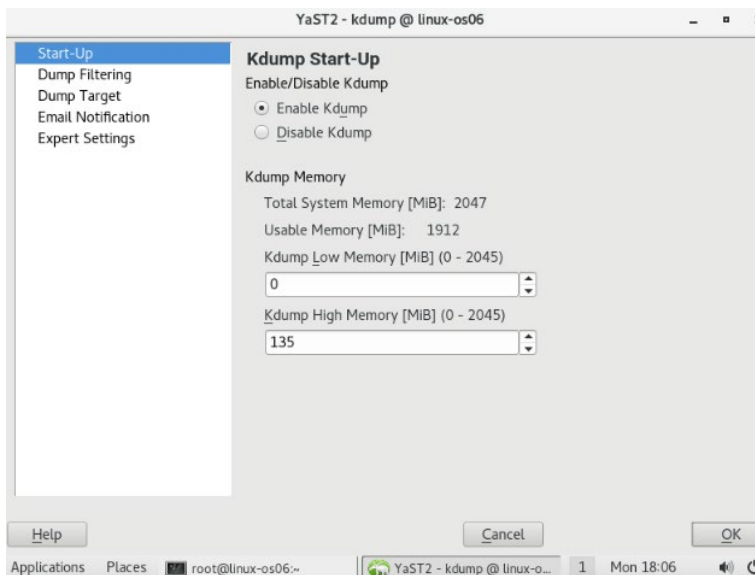 YaST2 - kdump @ linux-os06
Start-Up
Dump Filtering
Dump Target
Email Notification
Expert Settings
Kdump Start-Up
Enable/Disable Kdump
Enable Kdump
Disable Kdump
Kdump Memory
Total System Memory [MiB]: 2047
Usable Memory [MiB]: 1912
Kdump Low Memory [MiB] (0 - 2045)
0
Kdump High Memory [MiB] (0 - 2045)
135
Help Cancel OK
Applications Places root@linux-os06:~ YaST2 - kdump @ linux-o... 1 Mon 18:06